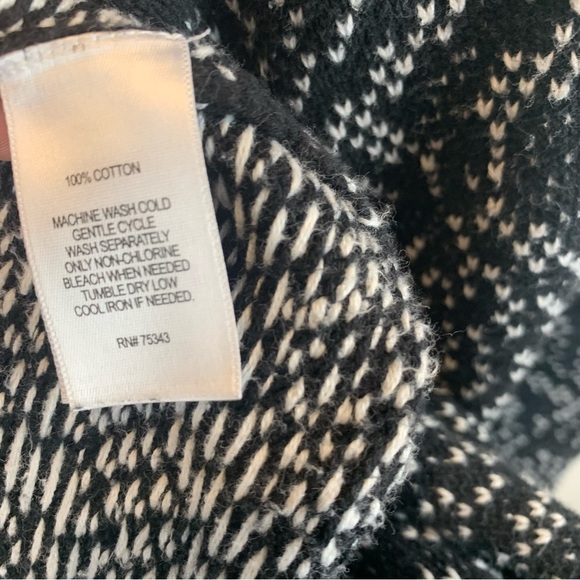 100% COTTON
MACHINE WASH COLD
GENTLE CYCLE
WASH SEPARATELY
ONLY NON-CHLORINE
BLEACH WHEN NEEDED
TUMBLE DRY LOW
COOL IRON IF NEEDED.
RN# 75343